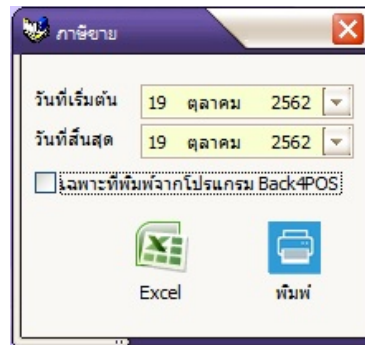 ภาษีขาย
วันที่เริ่มต้น 19 ตุลาคม 2562
วันที่สิ้นสุด 19 ตุลาคม 2562
เฉพาะที่พิมพ์จากโปรแกรม Back4POS
Excel พิมพ์